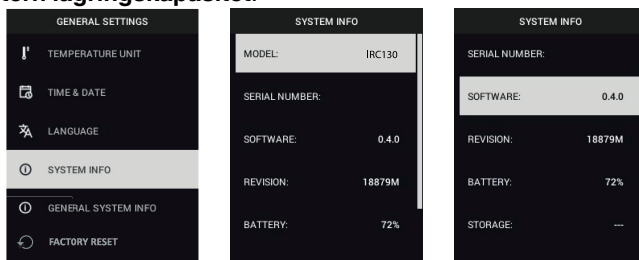 lagringskapasitet.
GENERAL SETTINGS
TEMPERATURE UNIT
TIME & DATE
LANGUAGE
SYSTEM INFO
GENERAL SYSTEM INFO
FACTORY RESET
SYSTEM INFO
MODEL: IRC130
SERIAL NUMBER:
SOFTWARE: 0.4.0
REVISION: 18879M
BATTERY: 72%
SYSTEM INFO
SERIAL NUMBER:
SOFTWARE: 0.4.0
REVISION: 18879M
BATTERY: 72%
STORAGE: ---